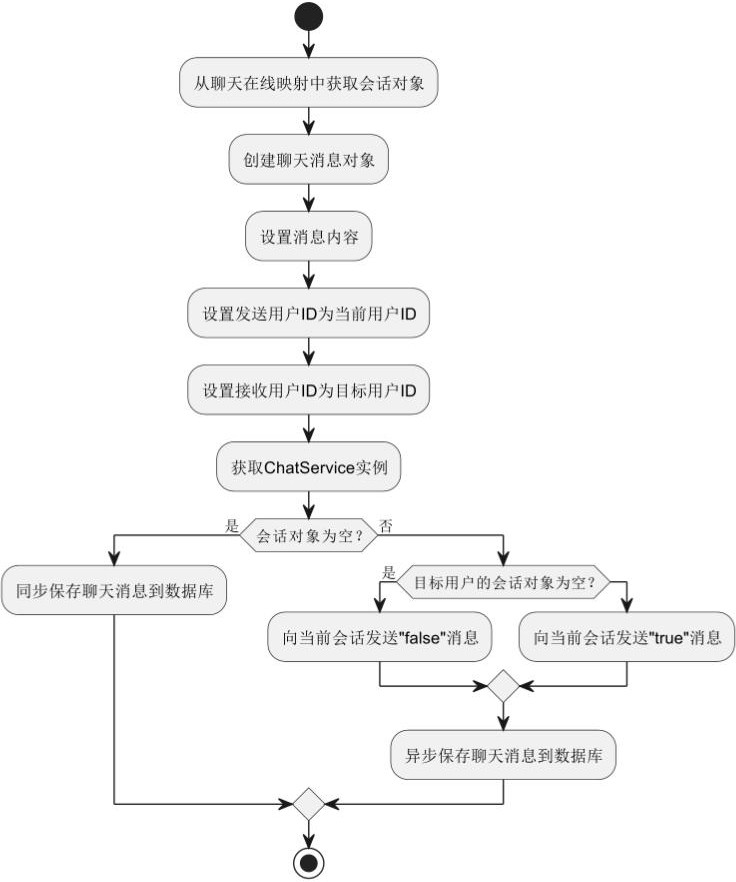 从聊天在线映射中获取会话对象
创建聊天消息对象
设置消息内容
设置发送用户ID为当前用户ID
设置接收用户ID为目标用户ID
获取ChatService实例
是
会话对象为空？
否
同步保存聊天消息到数据库
是
目标用户的会话对象为空？
向当前会话发送"false"消息
向当前会话发送"true"消息
异步保存聊天消息到数据库